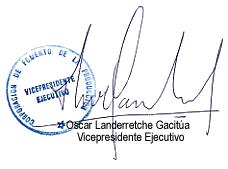 CORPORACION DE FOMENTO DE LA PRODUCCION
VICEPRESIDENTE
EJECUTIVO
Oscar Landerretche Gacitúa
Vicepresidente Ejecutivo